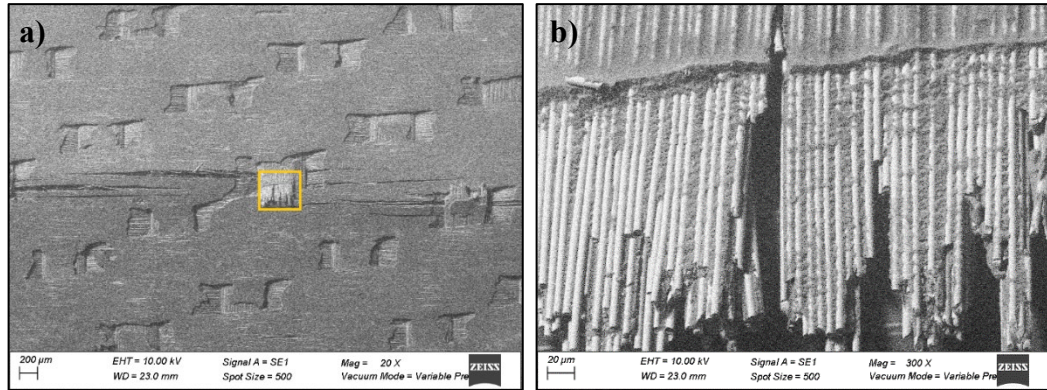 a)
200 µm
EHT = 10.00 kV
WD = 23.0 mm
Signal A = SE1
Spot Size = 500
Mag = 20 X
Vacuum Mode = Variable Pre
ZEISS
b)
20 µm
EHT = 10.00 kV
WD = 23.0 mm
Signal A = SE1
Spot Size = 500
Mag = 300 X
Vacuum Mode = Variable Pre
ZEISS